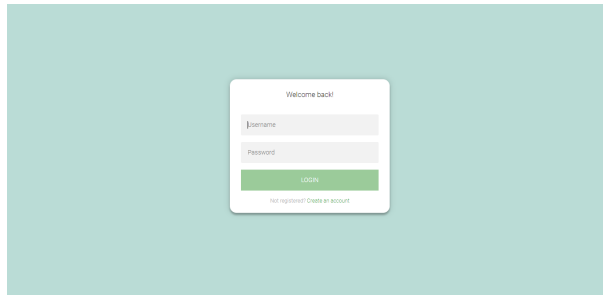 Welcome back!
Username
Password
LOGIN
Not registered? Create an account